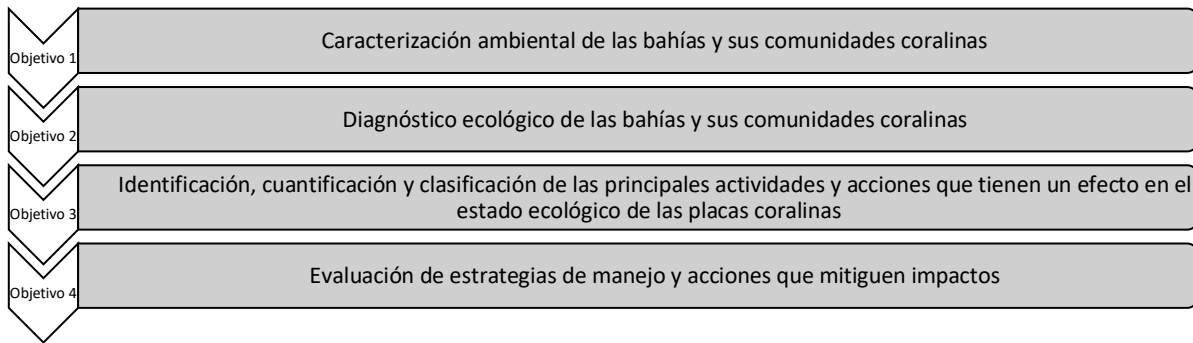 Objetivo 1
Caracterización ambiental de las bahías y sus comunidades coralinas
Objetivo 2
Diagnóstico ecológico de las bahías y sus comunidades coralinas
Objetivo 3
Identificación, cuantificación y clasificación de las principales actividades y acciones que tienen un efecto en el
estado ecológico de las placas coralinas
Objetivo 4
Evaluación de estrategias de manejo y acciones que mitiguen impactos